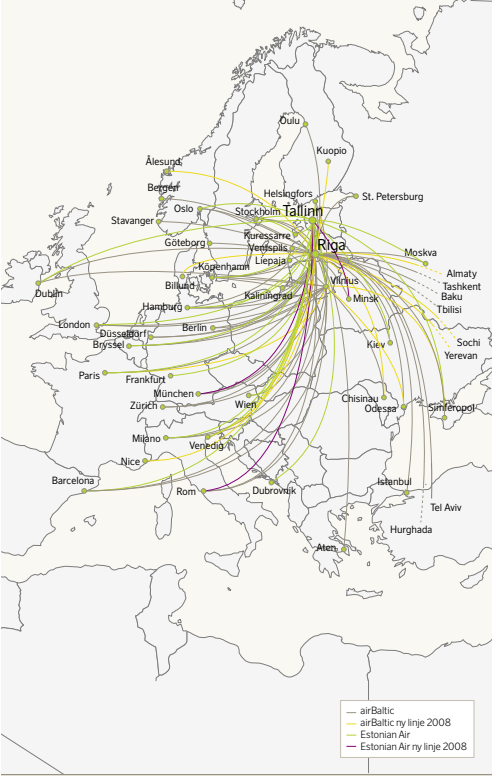 Oulu
Kuopio
Ålesund
Bergen
Helsingfors
St. Petersburg
Oslo
Stockholm
Tallinn
Stavanger
Kuressarre
Göteborg
Ventspils
Riga
Liepaja
Moskva
Köpenhamn
Almaty
Billund
Vilnius
Tashkent
Dublin
Kaliningrad
Minsk
Baku
Hamburg
Tbilisi
London
Berlin
Düsseldorf
Bryssel
Kiev
Sochi
Yerevan
Paris
Frankfurt
München
Zürich
Wien
Chisinau
Odessa
Simferopol
Milano
Venedig
Nice
Barcelona
Rom
Dubrovnik
Istanbul
Tel Aviv
Hurghada
Aten
airBaltic
airBaltic ny linje 2008
Estonian Air
Estonian Air ny linje 2008